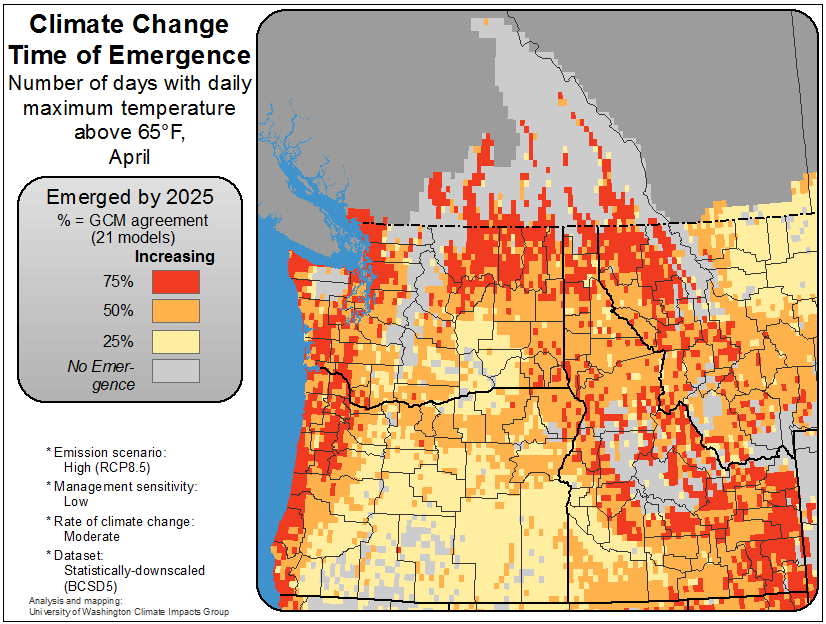 Climate Change
Time of Emergence
Number of days with daily
maximum temperature
above 65°F,
April
Emerged by 2025
% = GCM agreement
(21 models)
Increasing
75%
50%
25%
No Emer-
gence
* Emission scenario:
High (RCP8.5)
* Management sensitivity:
Low
* Rate of climate change:
Moderate
* Dataset:
Statistically-downscaled
(BCSD5)
Analysis and mapping:
University of Washington Climate Impacts Group